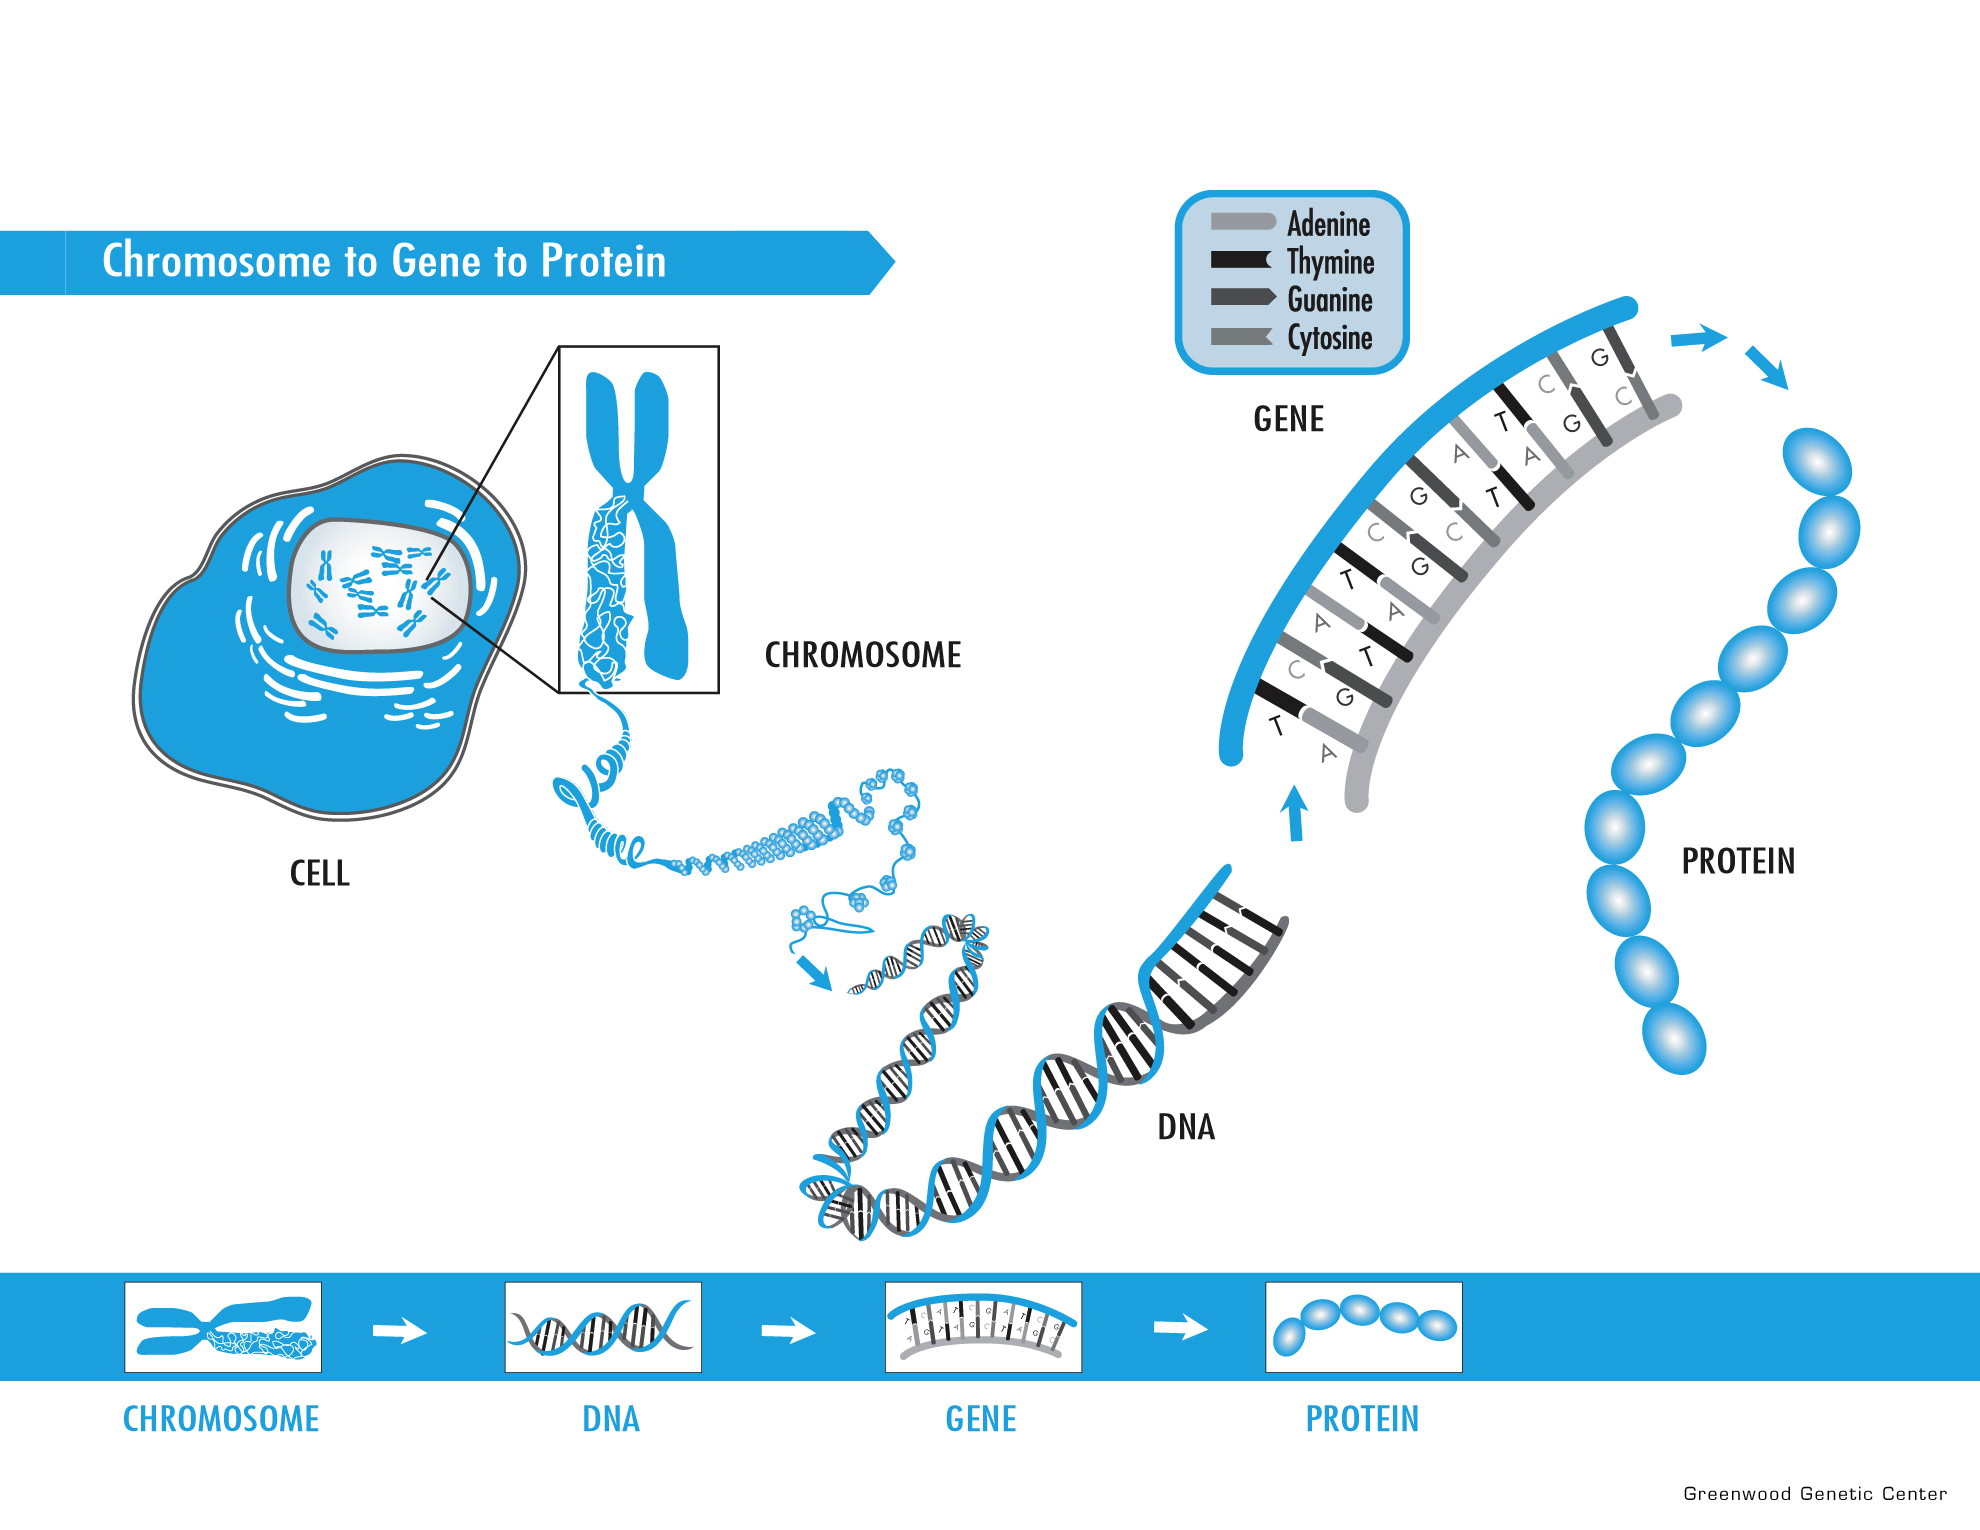 Chromosome to Gene to Protein
Adenine
Thymine
Guanine
Cytosine
GENE
G
C
C
G
T
A
A
T
G
C
C
G
T
A
A
T
C
G
T
A
CHROMOSOME
CELL
PROTEIN
DNA
T C A T C G A T C G
A G T A G C T A G C
CHROMOSOME
DNA
GENE
PROTEIN
Greenwood Genetic Center